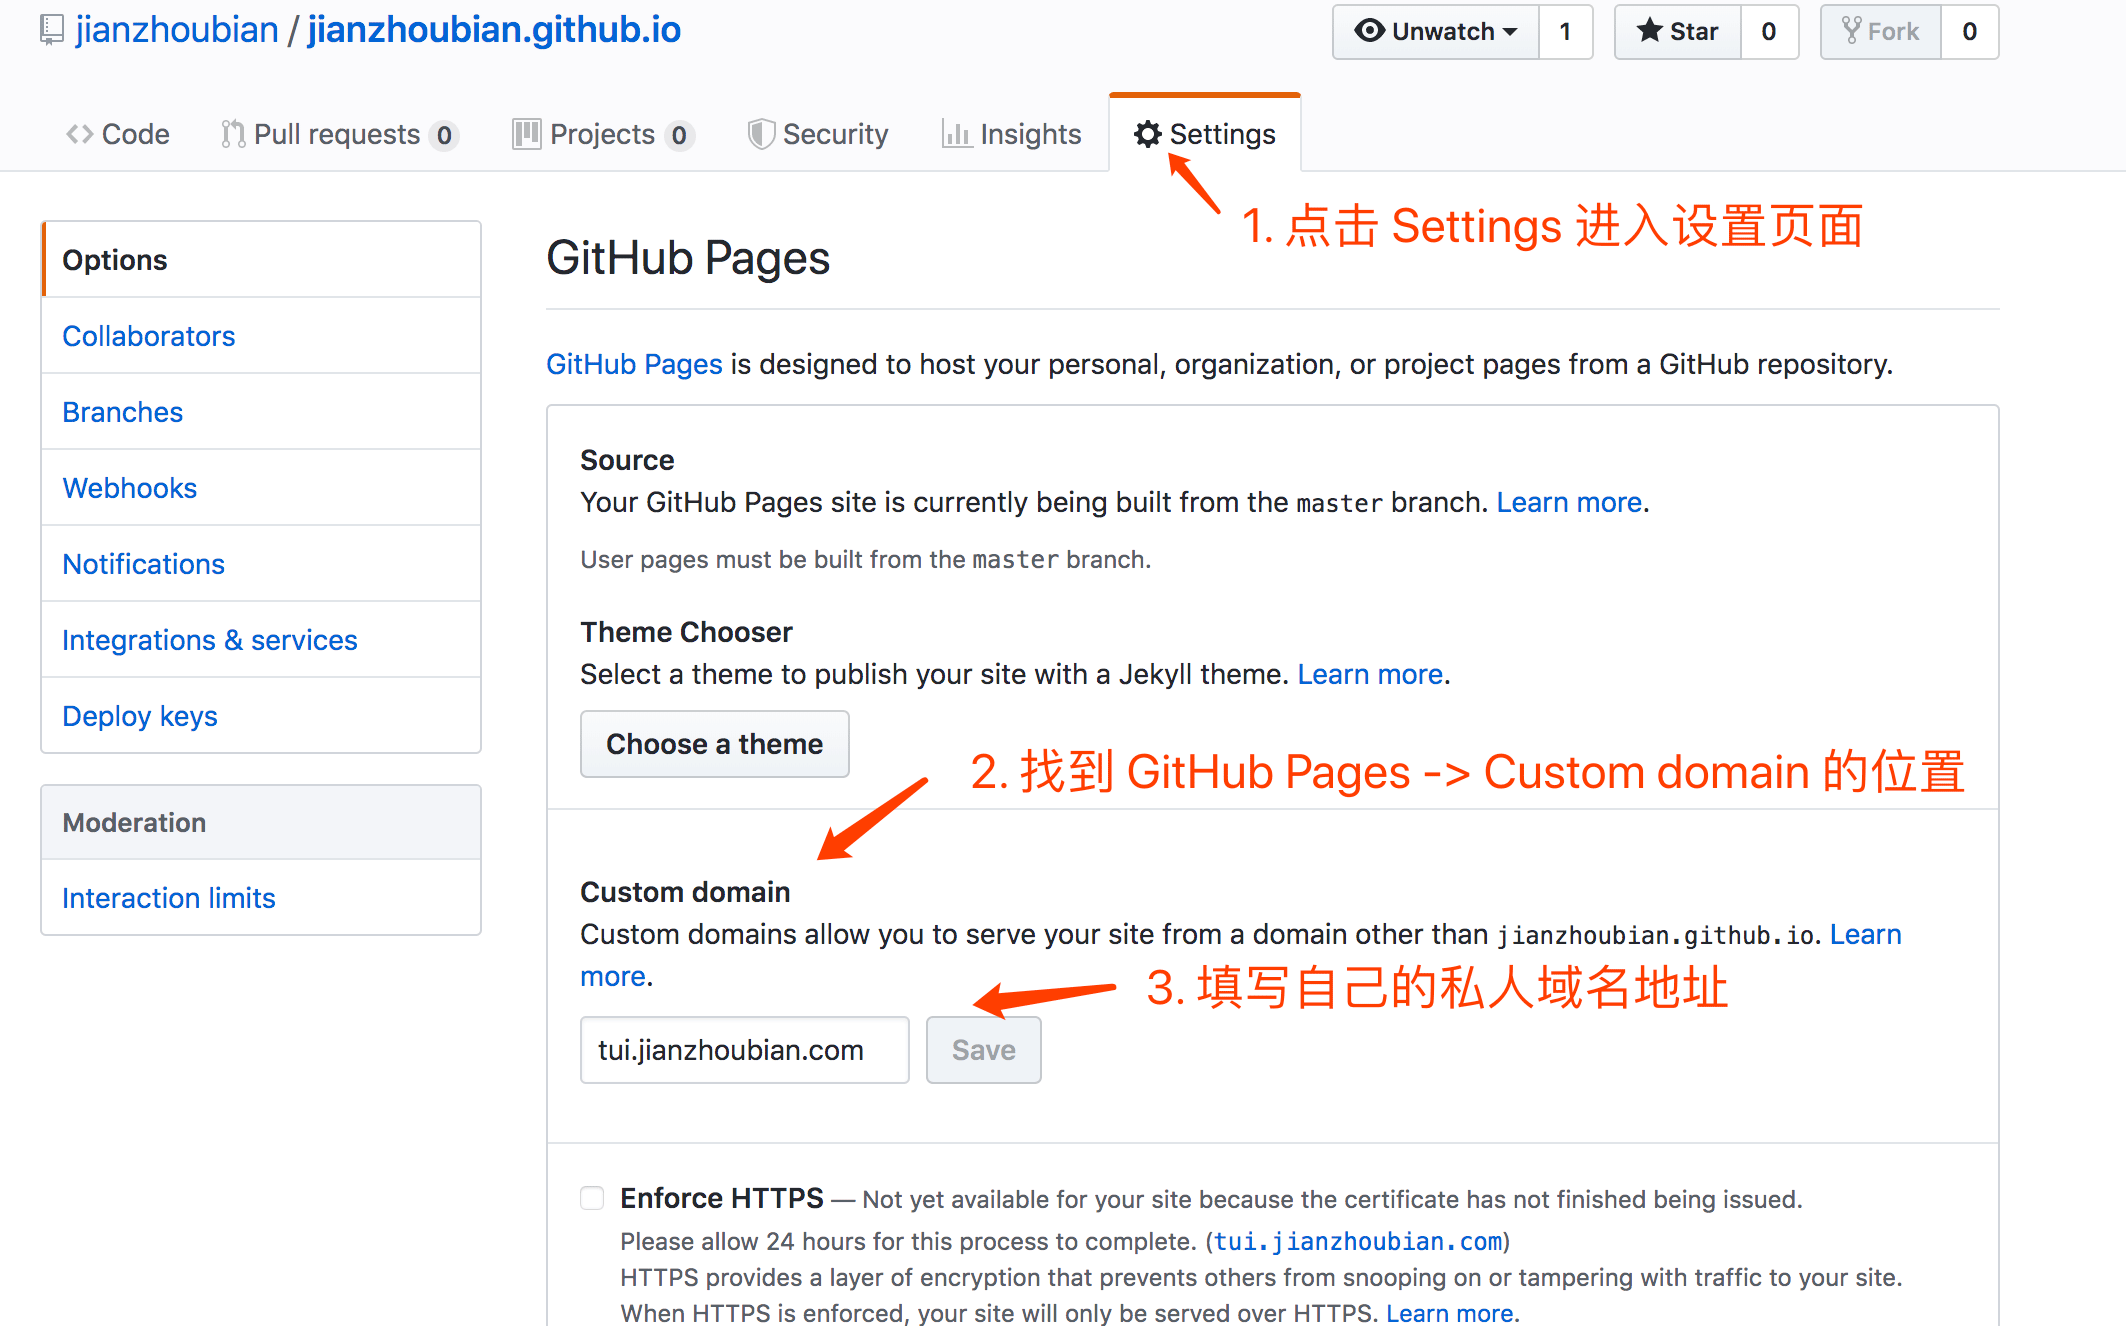 jianzhoubian / jianzhoubian.github.io
Unwatch 1 Star 0 Fork 0
Code Pull requests 0 Projects 0 Security Insights Settings
1. 点击 Settings 进入设置页面
Options
Collaborators
Branches
Webhooks
Notifications
Integrations & services
Deploy keys
Moderation
Interaction limits
GitHub Pages
GitHub Pages is designed to host your personal, organization, or project pages from a GitHub repository.
Source
Your GitHub Pages site is currently being built from the master branch. Learn more.
User pages must be built from the master branch.
Theme Chooser
Select a theme to publish your site with a Jekyll theme. Learn more.
Choose a theme
2. 找到 GitHub Pages -> Custom domain 的位置
Custom domain
Custom domains allow you to serve your site from a domain other than jianzhoubian.github.io. Learn
more.
3. 填写自己的私人域名地址
tui.jianzhoubian.com Save
Enforce HTTPS — Not yet available for your site because the certificate has not finished being issued.
Please allow 24 hours for this process to complete. (tui.jianzhoubian.com)
HTTPS provides a layer of encryption that prevents others from snooping on or tampering with traffic to your site.
When HTTPS is enforced, your site will only be served over HTTPS. Learn more.